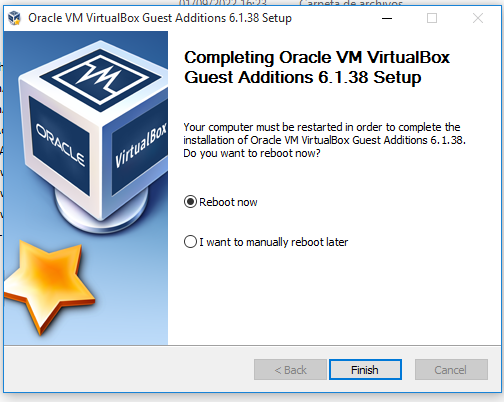 01/09/2022 16:23 Carpeta de archivos
Oracle VM VirtualBox Guest Additions 6.1.38 Setup
Completing Oracle VM VirtualBox
Guest Additions 6.1.38 Setup
ORACLE
VirtualBox
Your computer must be restarted in order to complete the
installation of Oracle VM VirtualBox Guest Additions 6.1.38.
Do you want to reboot now?
Reboot now
I want to manually reboot later
< Back
Finish
Cancel